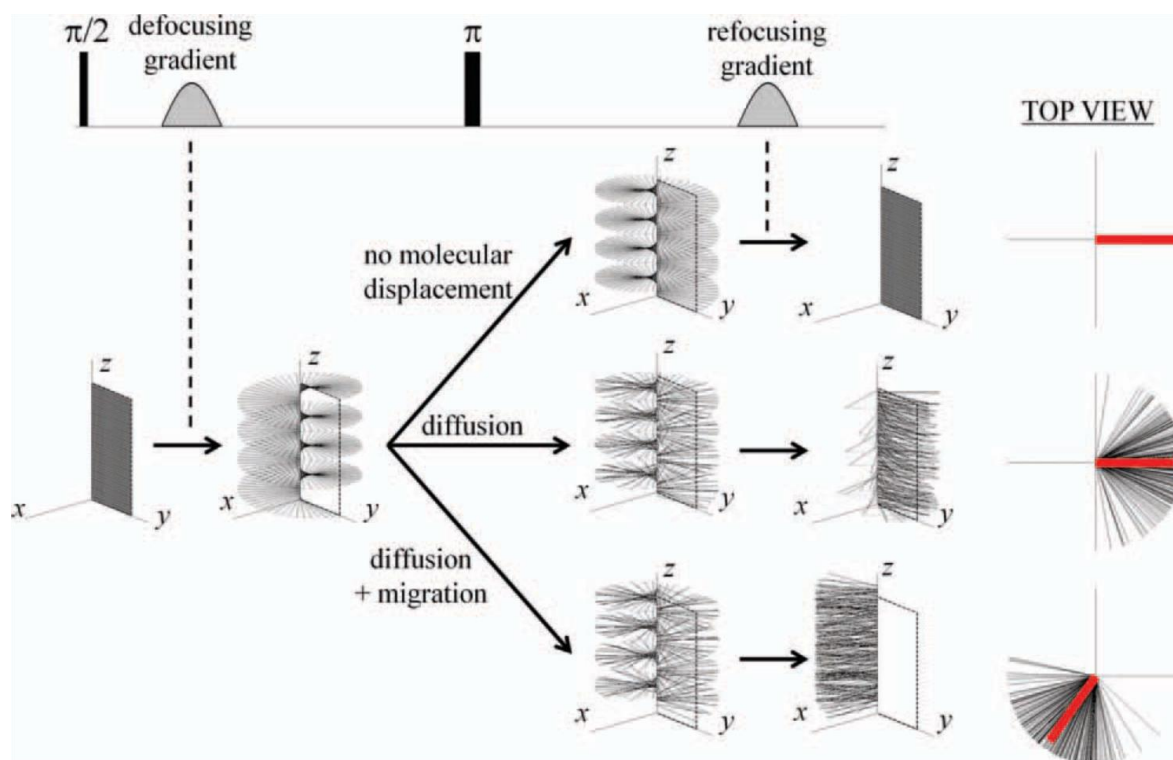 π/2
defocusing
gradient
π
refocusing
gradient
TOP VIEW
z
x
y
z
x
y
no molecular
displacement
z
x
y
z
x
y
diffusion
z
x
y
z
x
y
diffusion
+ migration
z
x
y
z
x
y